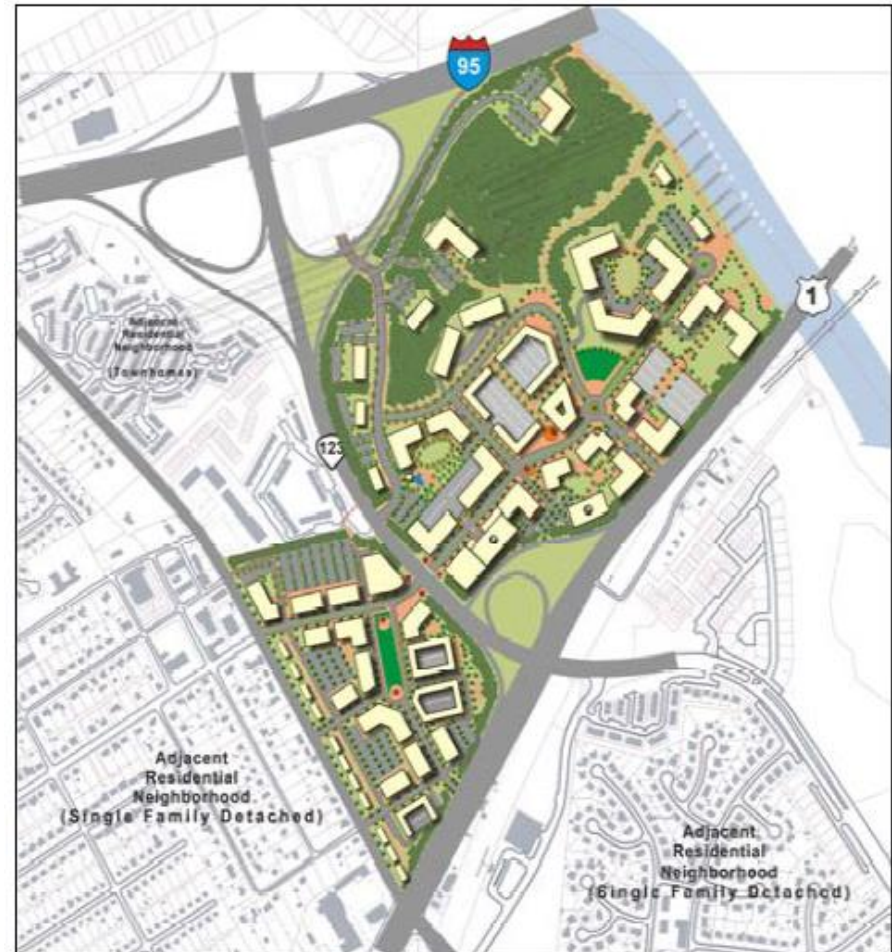 95
1
Adjacent
Residential
Neighborhood
(Townhomes)
123
Adjacent
Residential
Neighborhood
(Single Family Detached)
Adjacent
Residential
Neighborhood
(Single Family Detached)